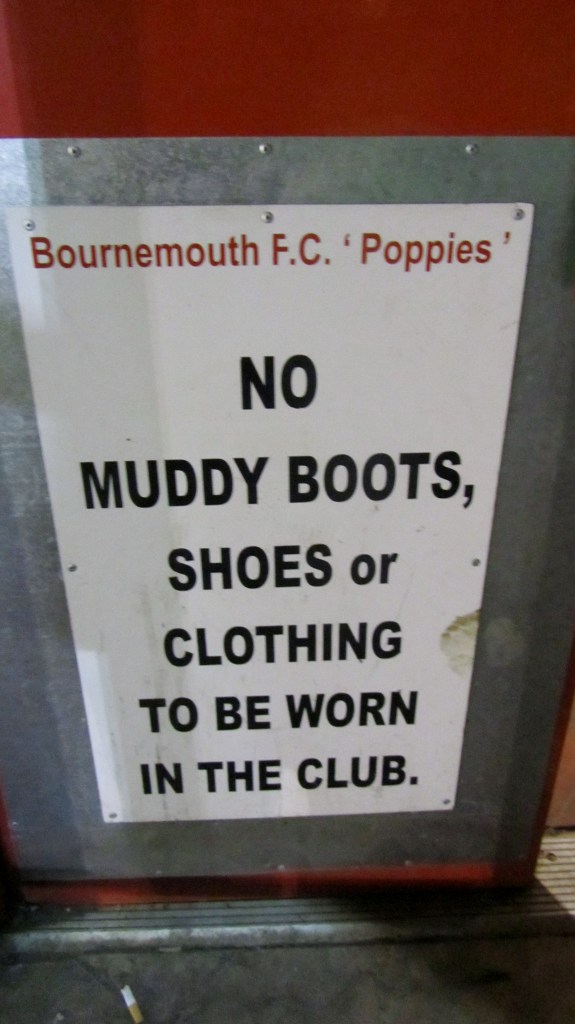 Bournemouth F.C. ‘ Poppies ’
NO
MUDDY BOOTS,
SHOES or
CLOTHING
TO BE WORN
IN THE CLUB.